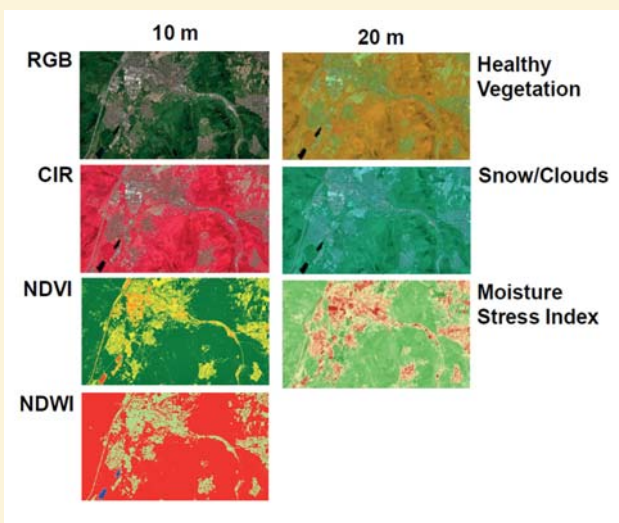 10 m
20 m
RGB
Healthy
Vegetation
CIR
Snow/Clouds
NDVI
Moisture
Stress Index
NDWI